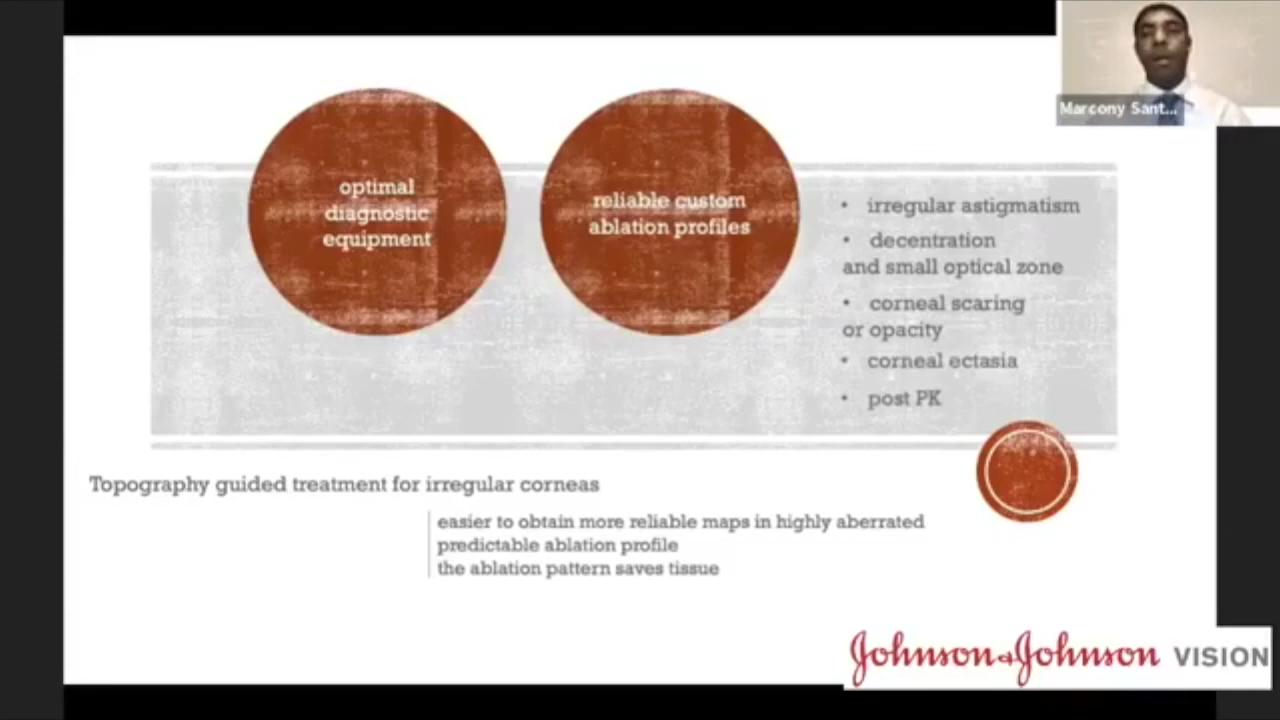 Marcony Sant...
optimal
diagnostic
equipment
reliable custom
ablation profiles
• irregular astigmatism
• decentration
and small optical zone
• corneal scaring
or opacity
• corneal ectasia
• post PK
Topography guided treatment for irregular corneas
easier to obtain more reliable maps in highly aberrated
predictable ablation profile
the ablation pattern saves tissue
Johnson & Johnson VISION